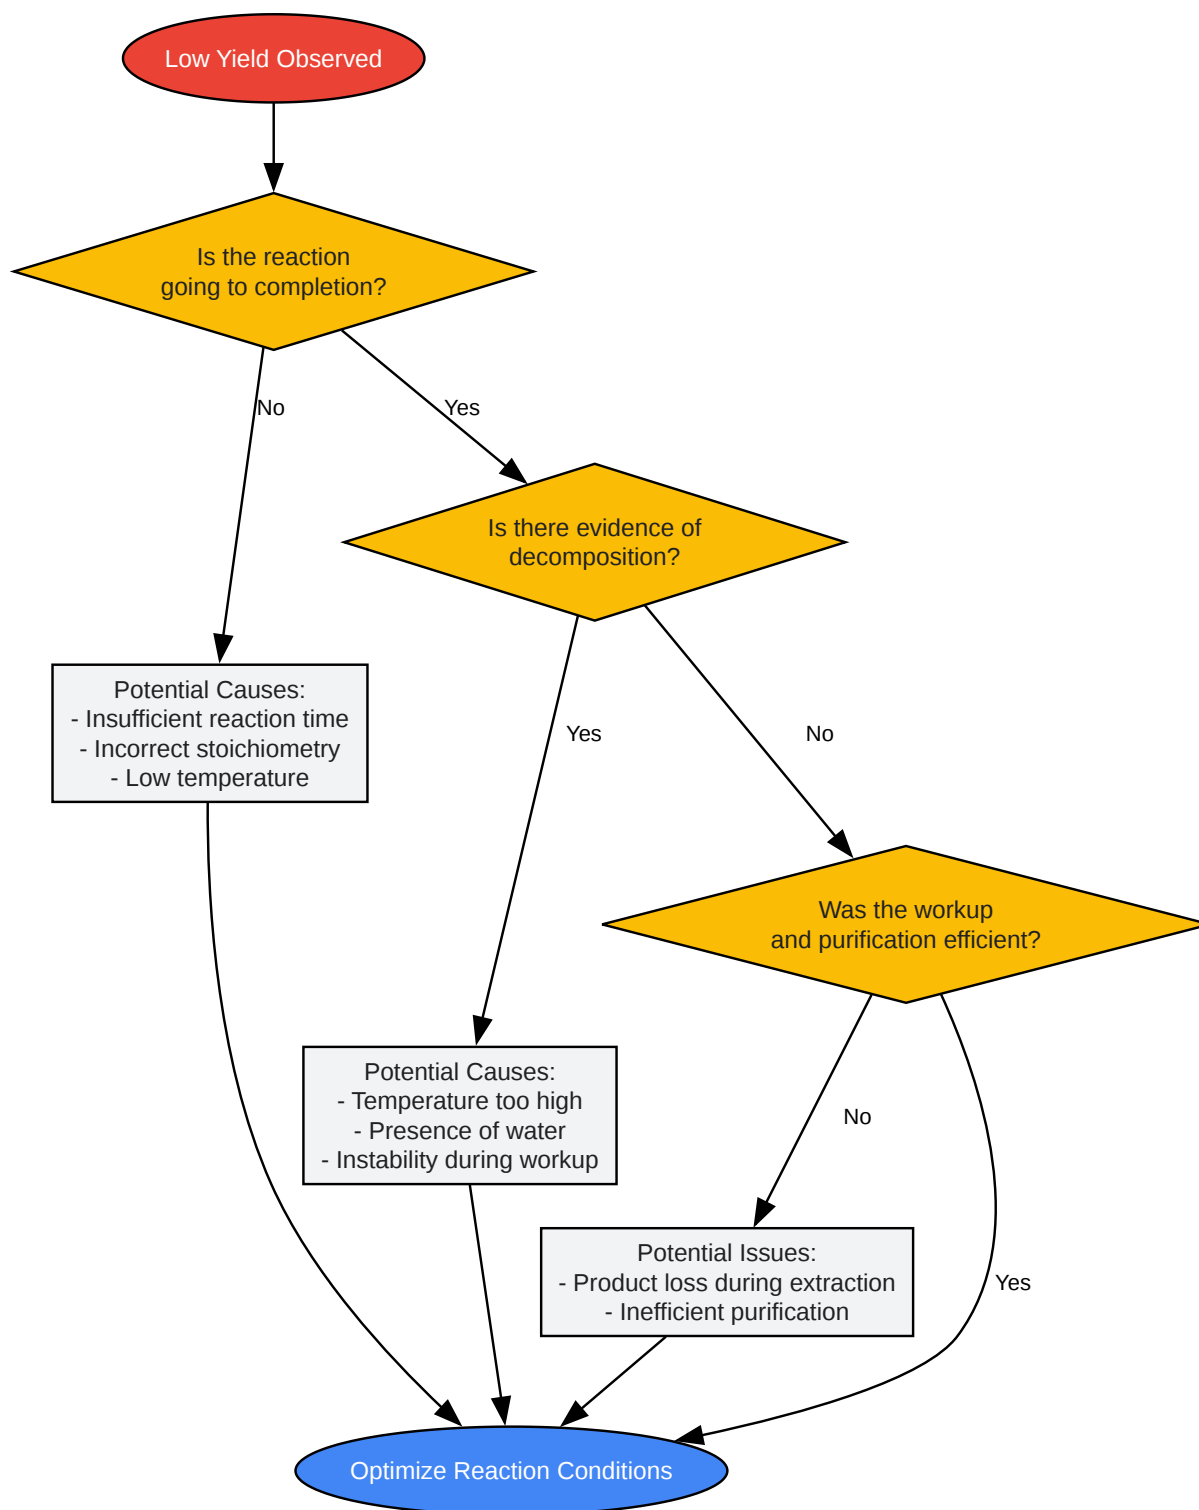 Low Yield Observed
Is the reaction
going to completion?
No
Yes
Is there evidence of
decomposition?
Potential Causes:
- Insufficient reaction time
- Incorrect stoichiometry
- Low temperature
Yes
No
Was the workup
and purification efficient?
Potential Causes:
- Temperature too high
- Presence of water
- Instability during workup
No
Potential Issues:
- Product loss during extraction
- Inefficient purification
Yes
Optimize Reaction Conditions